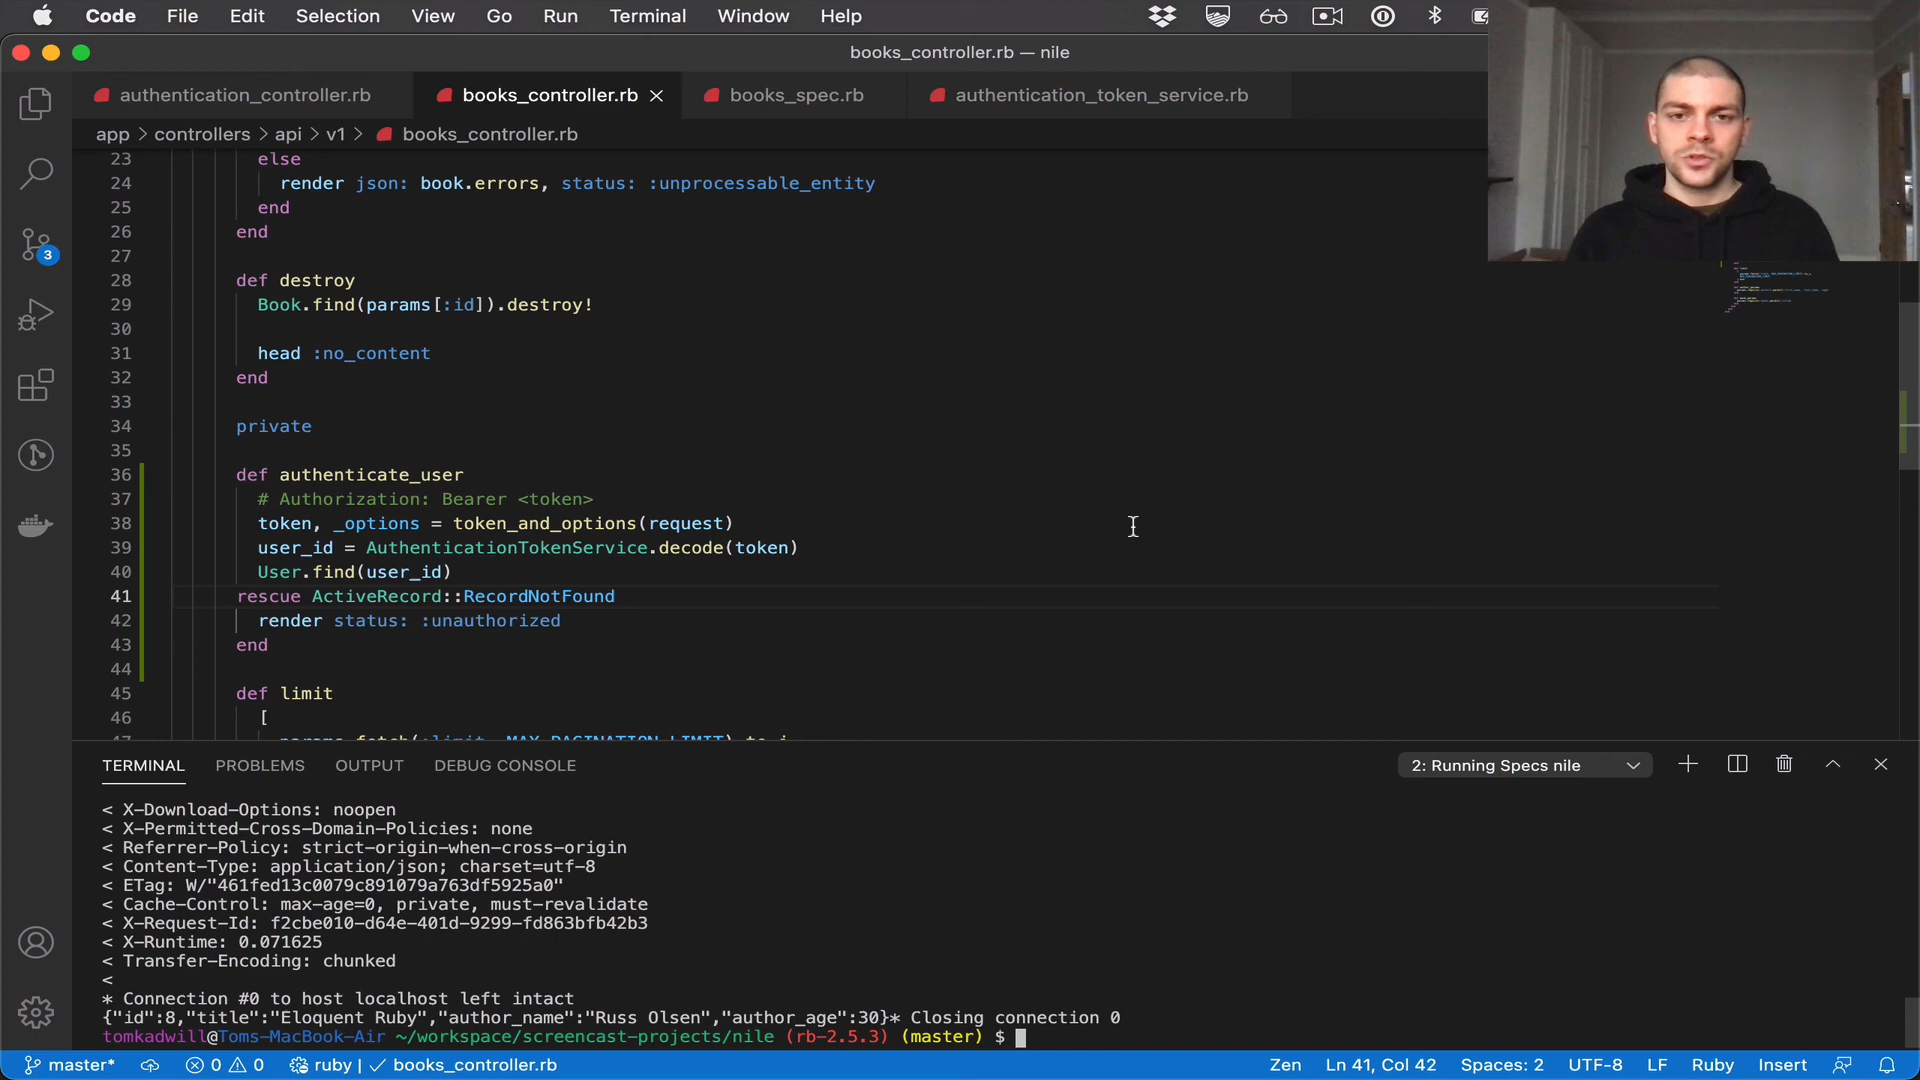 Code File Edit Selection View Go Run Terminal Window Help
books_controller.rb — nile
authentication_controller.rb books_controller.rb books_spec.rb authentication_token_service.rb
app > controllers > api > v1 > books_controller.rb
23 else
24 render json: book.errors, status: :unprocessable_entity
25 end
26 end
27
28 def destroy
29 Book.find(params[:id]).destroy!
30
31 head :no_content
32 end
33
34 private
35
36 def authenticate_user
37 # Authorization: Bearer <token>
38 token, _options = token_and_options(request)
39 user_id = AuthenticationTokenService.decode(token)
40 User.find(user_id)
41 rescue ActiveRecord::RecordNotFound
42 render status: :unauthorized
43 end
44
45 def limit
46 [
47 params.fetch(:limit, MAX_PAGINATION_LIMIT).to_i,
3
TERMINAL PROBLEMS OUTPUT DEBUG CONSOLE 2: Running Specs nile
< X-Download-Options: noopen
< X-Permitted-Cross-Domain-Policies: none
< Referrer-Policy: strict-origin-when-cross-origin
< Content-Type: application/json; charset=utf-8
< ETag: W/"461fed13c0079c891079a763df5925a0"
< Cache-Control: max-age=0, private, must-revalidate
< X-Request-Id: f2cbe010-d64e-401d-9299-fd863bfb42b3
< X-Runtime: 0.071625
< Transfer-Encoding: chunked
<
* Connection #0 to host localhost left intact
{"id":8,"title":"Eloquent Ruby","author_name":"Russ Olsen","author_age":30}* Closing connection 0
tomkadwill@Toms-MacBook-Air ~/workspace/screencast-projects/nile (rb-2.5.3) (master) $
master* 0 0 ruby | ✓ books_controller.rb Zen Ln 41, Col 42 Spaces: 2 UTF-8 LF Ruby Insert